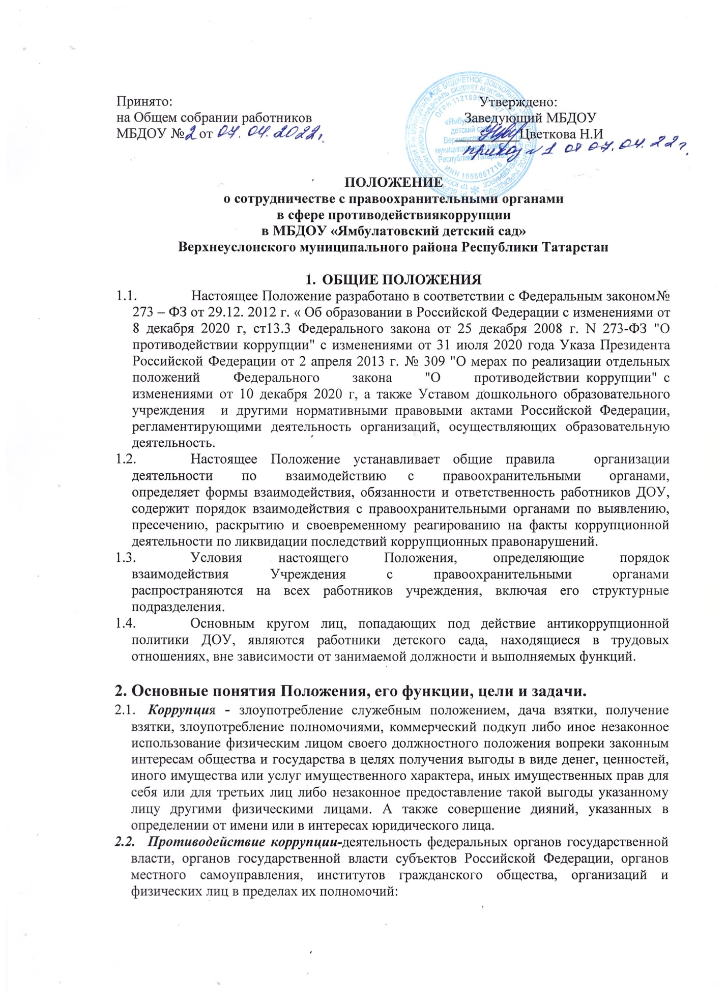 Принято:
на Общем собрании работников
МБДОУ №2 от 07.04.2022г.
Утверждено:
Заведующий МБДОУ
_________Цветкова Н.И
приказ №1 от 07.04.22г.
«Ямбулатовский
детский сад»
Верхнеуслонского
муниципального района
Республики Татарстан
ИНН 1656067716
ПОЛОЖЕНИЕ
о сотрудничестве с правоохранительными органами
в сфере противодействиякоррупции
в МБДОУ «Ямбулатовский детский сад»
Верхнеуслонского муниципального района Республики Татарстан
1. ОБЩИЕ ПОЛОЖЕНИЯ
1.1. Настоящее Положение разработано в соответствии с Федеральным законом№
273 – ФЗ от 29.12. 2012 г. « Об образовании в Российской Федерации с изменениями от
8 декабря 2020 г, ст13.3 Федерального закона от 25 декабря 2008 г. N 273-ФЗ "О
противодействии коррупции" с изменениями от 31 июля 2020 года Указа Президента
Российской Федерации от 2 апреля 2013 г. № 309 "О мерах по реализации отдельных
положений Федерального закона "О противодействии коррупции" с
изменениями от 10 декабря 2020 г, а также Уставом дошкольного образовательного
учреждения и другими нормативными правовыми актами Российской Федерации,
регламентирующими деятельность организаций, осуществляющих образовательную
деятельность.
1.2. Настоящее Положение устанавливает общие правила организации
деятельности по взаимодействию с правоохранительными органами,
определяет формы взаимодействия, обязанности и ответственность работников ДОУ,
содержит порядок взаимодействия с правоохранительными органами по выявлению,
пресечению, раскрытию и своевременному реагированию на факты коррупционной
деятельности по ликвидации последствий коррупционных правонарушений.
1.3. Условия настоящего Положения, определяющие порядок
взаимодействия Учреждения с правоохранительными органами
распространяются на всех работников учреждения, включая его структурные
подразделения.
1.4. Основным кругом лиц, попадающих под действие антикоррупционной
политики ДОУ, являются работники детского сада, находящиеся в трудовых
отношениях, вне зависимости от занимаемой должности и выполняемых функций.
2. Основные понятия Положения, его функции, цели и задачи.
2.1. Коррупция - злоупотребление служебным положением, дача взятки, получение
взятки, злоупотребление полномочиями, коммерческий подкуп либо иное незаконное
использование физическим лицом своего должностного положения вопреки законным
интересам общества и государства в целях получения выгоды в виде денег, ценностей,
иного имущества или услуг имущественного характера, иных имущественных прав для
себя или для третьих лиц либо незаконное предоставление такой выгоды указанному
лицу другими физическими лицами. А также совершение дияний, указанных в
определении от имени или в интересах юридического лица.
2.2. Противодействие коррупции-деятельность федеральных органов государственной
власти, органов государственной власти субъектов Российской Федерации, органов
местного самоуправления, институтов гражданского общества, организаций и
физических лиц в пределах их полномочий: